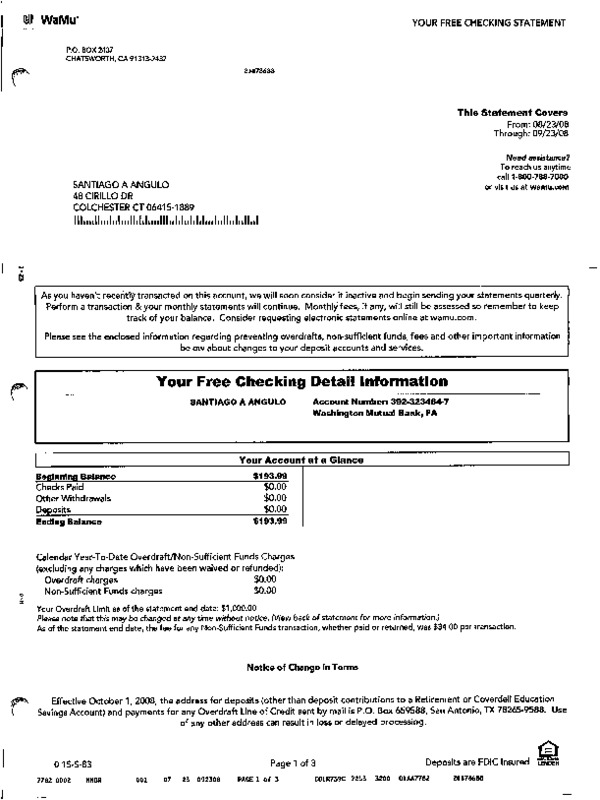 WaMu
YOUR FREE CHECKING STATEMENT
P.O. BOX 2437
CHATSWORTH, CA 91313-2437
This Statement Covers
From: 08/23/08
Through: 09/23/08
Need assistance?
To reach us anytime
call 1-800-788-7000
or visit us at wamu.com
SANTIAGO A ANGULO
48 CIRILLO DR
COLCHESTER CT 06415-1889
As you haven't recently transacted on this account, we will soon consider it inactive and begin sending your statements quarterly.
Perform a transaction & your monthly statements will continue. Monthly fees, if any, will still be assessed so remember to keep
track of your balance. Consider requesting electronic statements online at wamu.com.
Please see the enclosed information regarding preventing overdrafts, non-sufficient funds, fees and other important information
below about changes to your deposit accounts and services.
Your Free Checking Detail Information
SANTIAGO A ANGULO
Account Number: 392-323464-7
Washington Mutual Bank, FA
Your Account at a Glance
Beginning Balance $193.99
Checks Paid $0.00
Other Withdrawals $0.00
Deposits $0.00
Ending Balance $193.99
Calendar Year-To-Date Overdraft/Non-Sufficient Funds Charges
(excluding any charges which have been waived or refunded):
Overdraft charges $0.00
Non-Sufficient Funds charges $0.00
Your Overdraft Limit as of the statement end date: $1,000.00
Please note that this may be changed at any time without notice. (View back of statement for more information.)
As of the statement end date, the fee for any Non-Sufficient Funds transaction, whether paid or returned, was $34.00 per transaction.
Notice of Change in Terms
Effective October 1, 2008, the address for deposits (other than deposit contributions to a Retirement or Coverdell Education
Savings Account) and payments for any Overdraft Line of Credit sent by mail is P.O. Box 659588, San Antonio, TX 78265-9588. Use
of any other address can result in loss or delayed processing.
0 15-S-83
Page 1 of 3
Deposits are FDIC Insured
7782 0002
001 07 23 092308 PAGE 1 of 3
3200